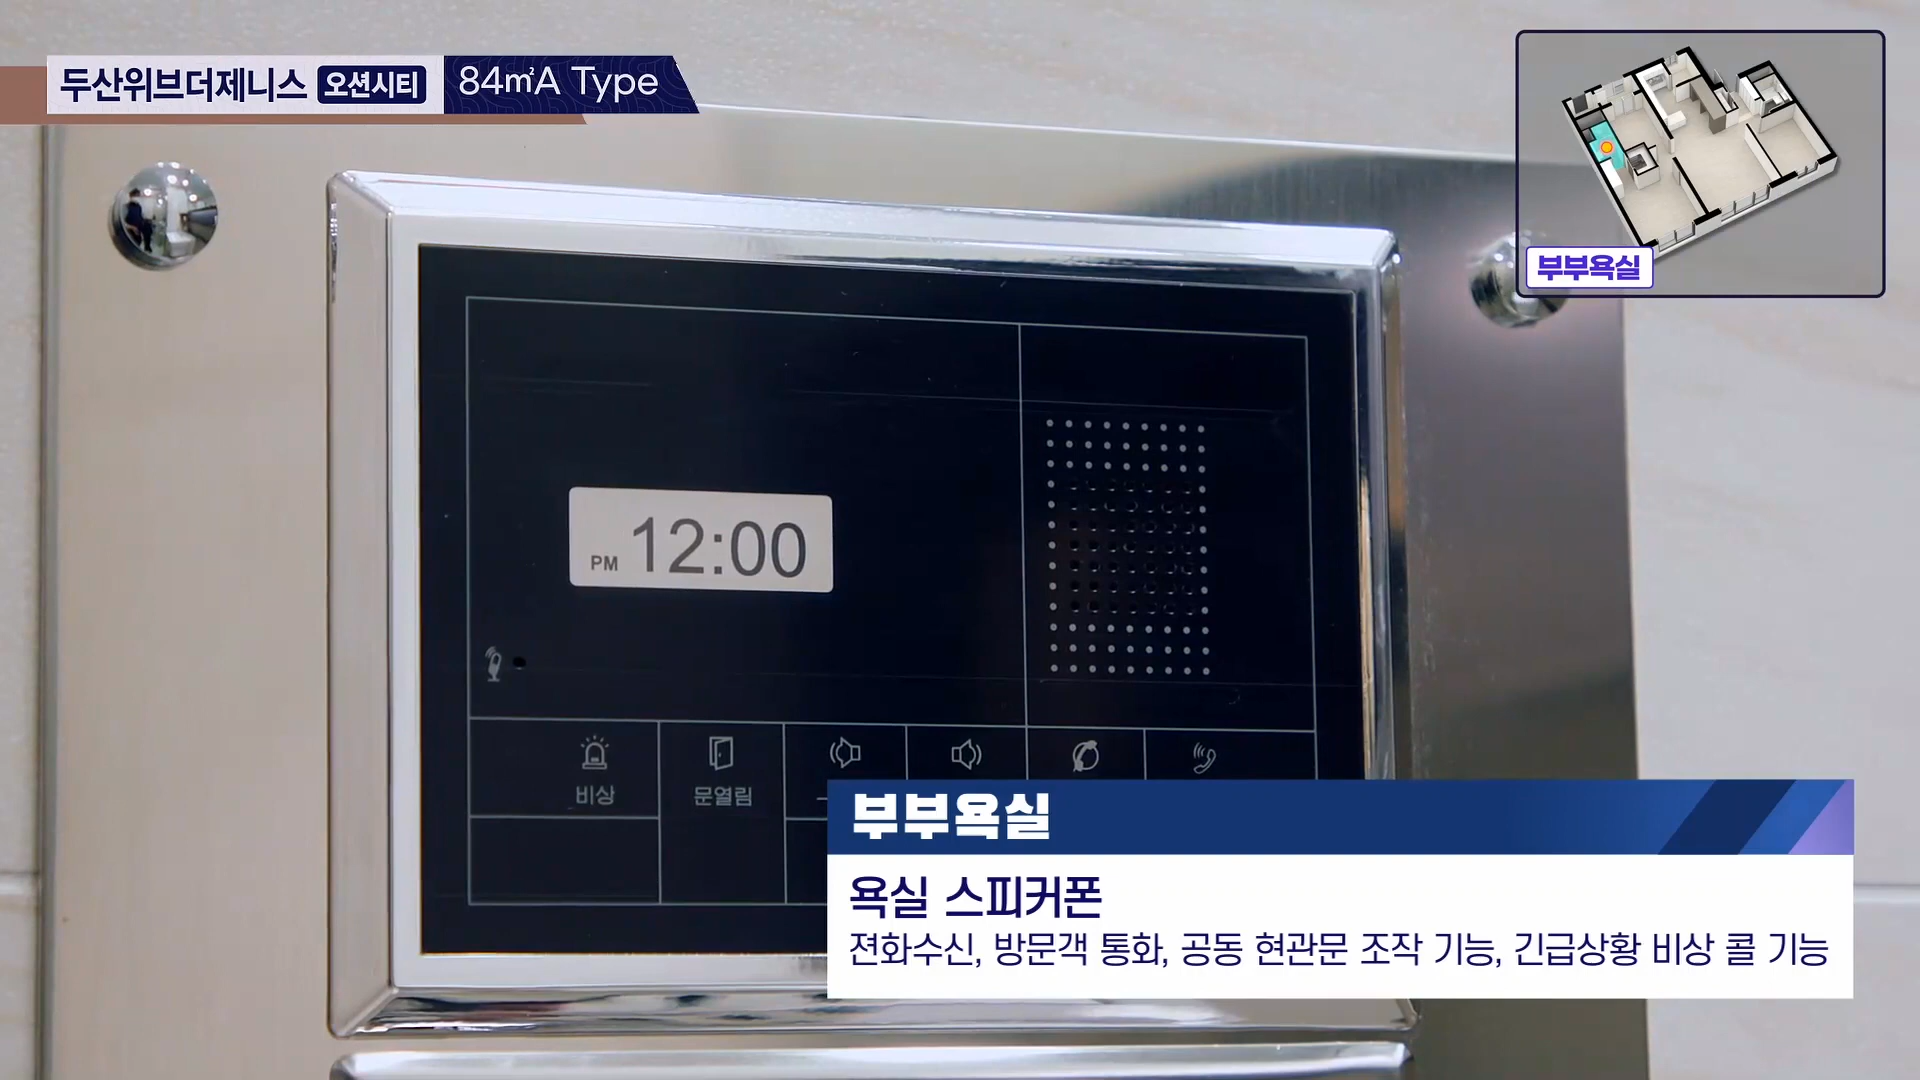 두산위브더제니스 오션시티 84㎡A Type
부부욕실
PM 12:00
비상 문열림
부부욕실
욕실 스피커폰
젼화수신, 방문객 통화, 공동 현관문 조작 기능, 긴급상황 비상 콜 기능